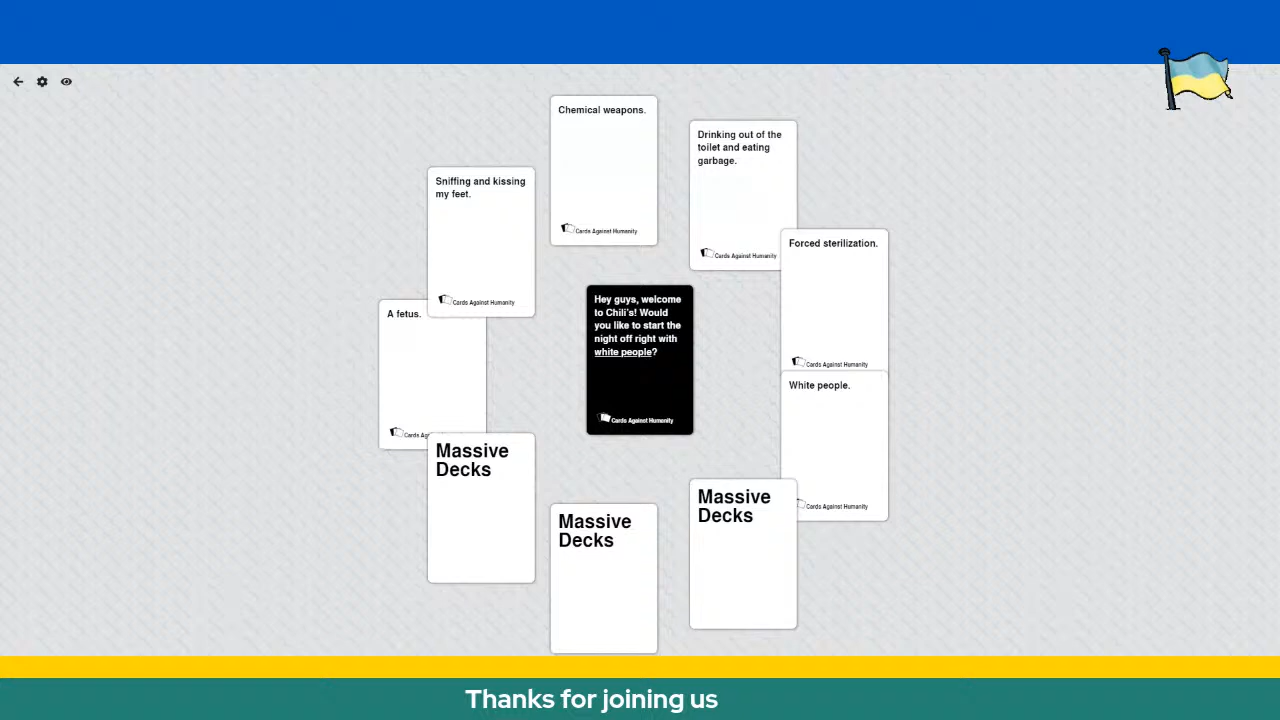 Chemical weapons.
Cards Against Humanity
Drinking out of the
toilet and eating
garbage.
Cards Against Humanity
Sniffing and kissing
my feet.
Cards Against Humanity
Forced sterilization.
Cards Against Humanity
Hey guys, welcome
to Chili's! Would
you like to start the
night off right with
white people?
Cards Against Humanity
A fetus.
Cards Ag
White people.
Cards Against Humanity
Massive
Decks
Massive
Decks
Massive
Decks
Thanks for joining us